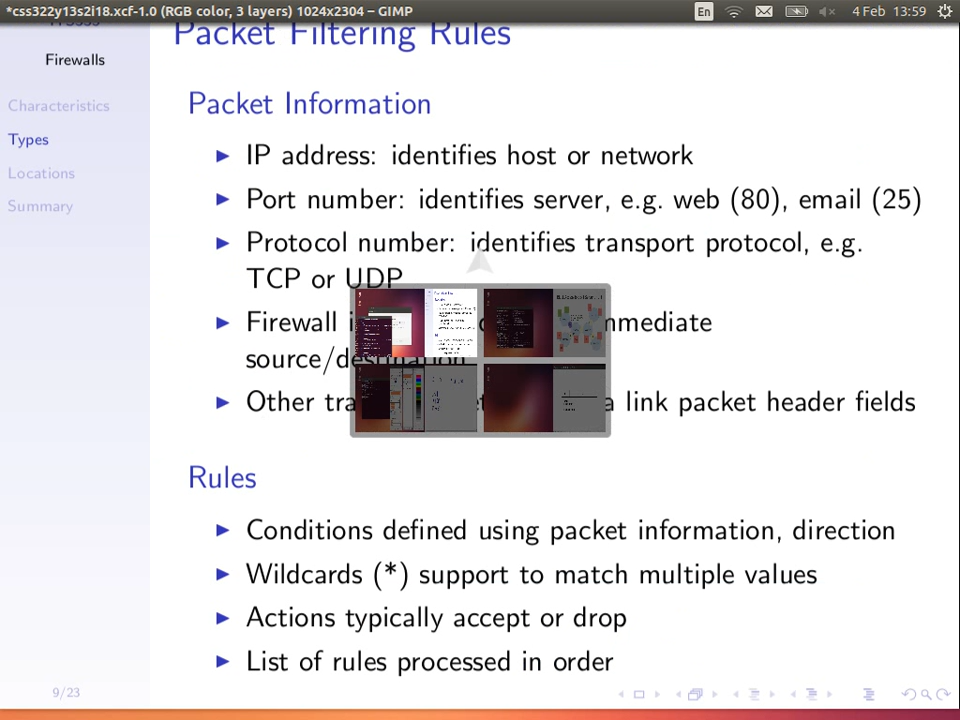 *css322y13s2i18.xcf-1.0 (RGB color, 3 layers) 1024x2304 – GIMP
En
4 Feb 13:59
Firewalls
Characteristics
Types
Locations
Summary
Packet Filtering Rules
Packet Information
IP address: identifies host or network
Port number: identifies server, e.g. web (80), email (25)
Protocol number: identifies transport protocol, e.g.
TCP or UDP
Firewall immediate
source/destination
Other link packet header fields
Rules
Conditions defined using packet information, direction
Wildcards (*) support to match multiple values
Actions typically accept or drop
List of rules processed in order
9/23